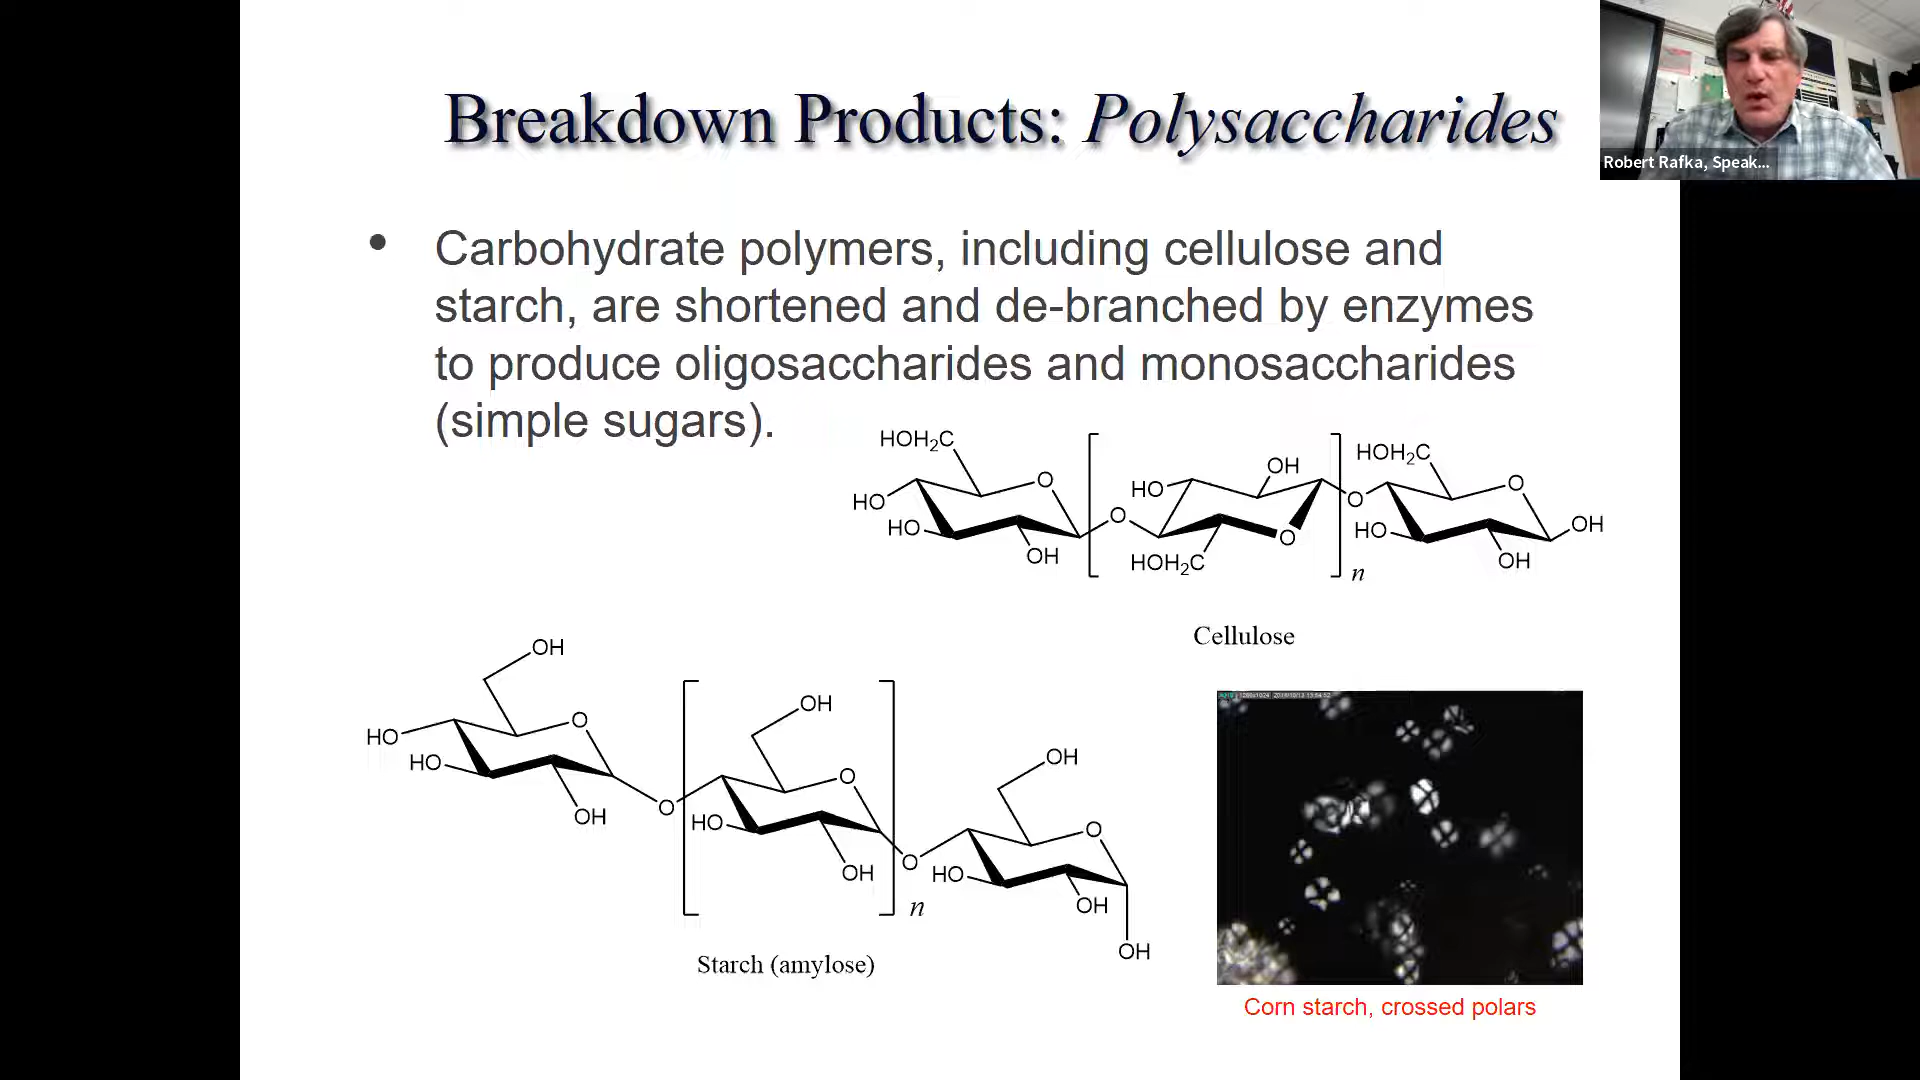 Breakdown Products: Polysaccharides
Robert Rafka, Speak...
• Carbohydrate polymers, including cellulose and
starch, are shortened and de-branched by enzymes
to produce oligosaccharides and monosaccharides
(simple sugars).
HOH₂C
O
HO
HO
OH
O
HO
OH
O
HOH₂C
n
O
HOH₂C
O
HO
OH
OH
Cellulose
OH
O
HO
HO
OH
O
OH
O
HO
OH
n
O
OH
O
HO
OH
OH
Starch (amylose)
Corn starch, crossed polars